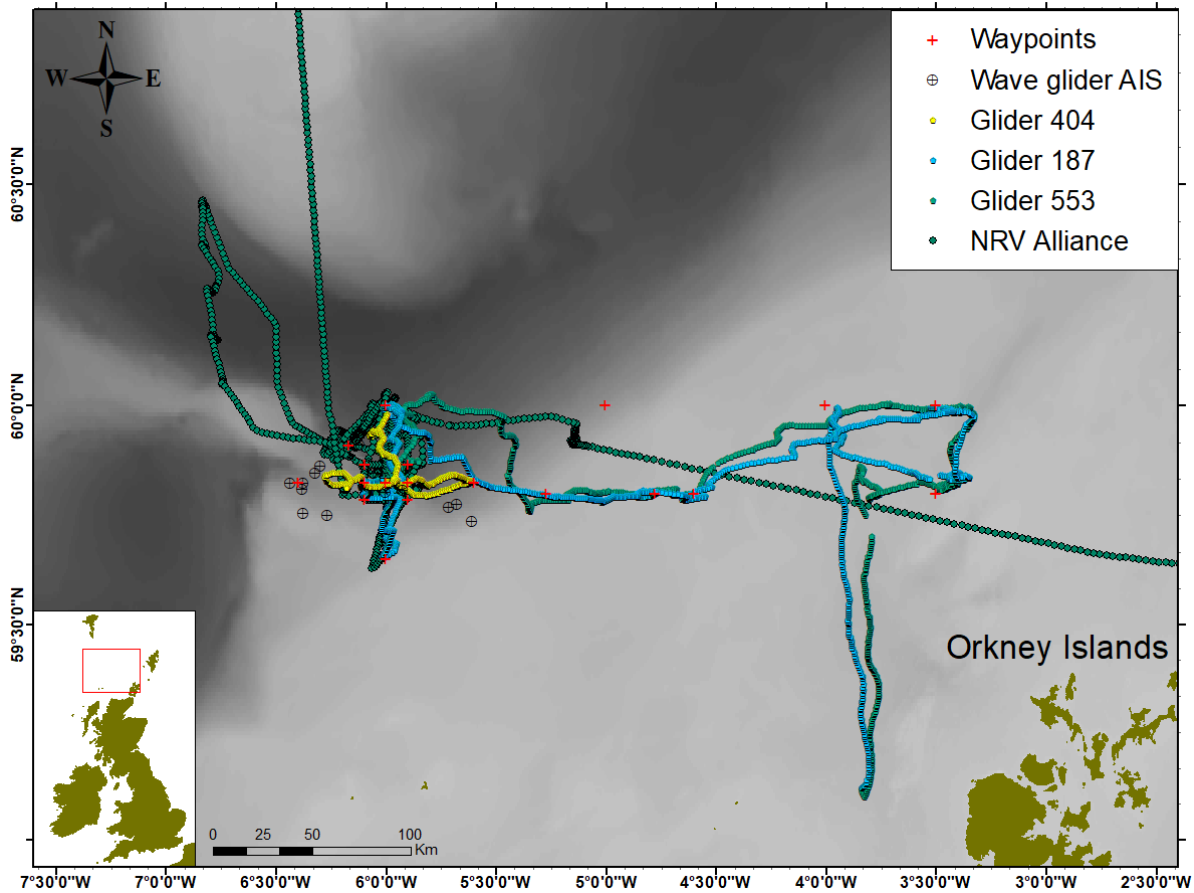 N
W E
S
Waypoints
Wave glider AIS
Glider 404
Glider 187
Glider 553
NRV Alliance
60°30'0"N
60°0'0"N
59°30'0"N
Orkney Islands
0 25 50 100
Km
7°30'0"W 7°0'0"W 6°30'0"W 6°0'0"W 5°30'0"W 5°0'0"W 4°30'0"W 4°0'0"W 3°30'0"W 3°0'0"W 2°30'0"W